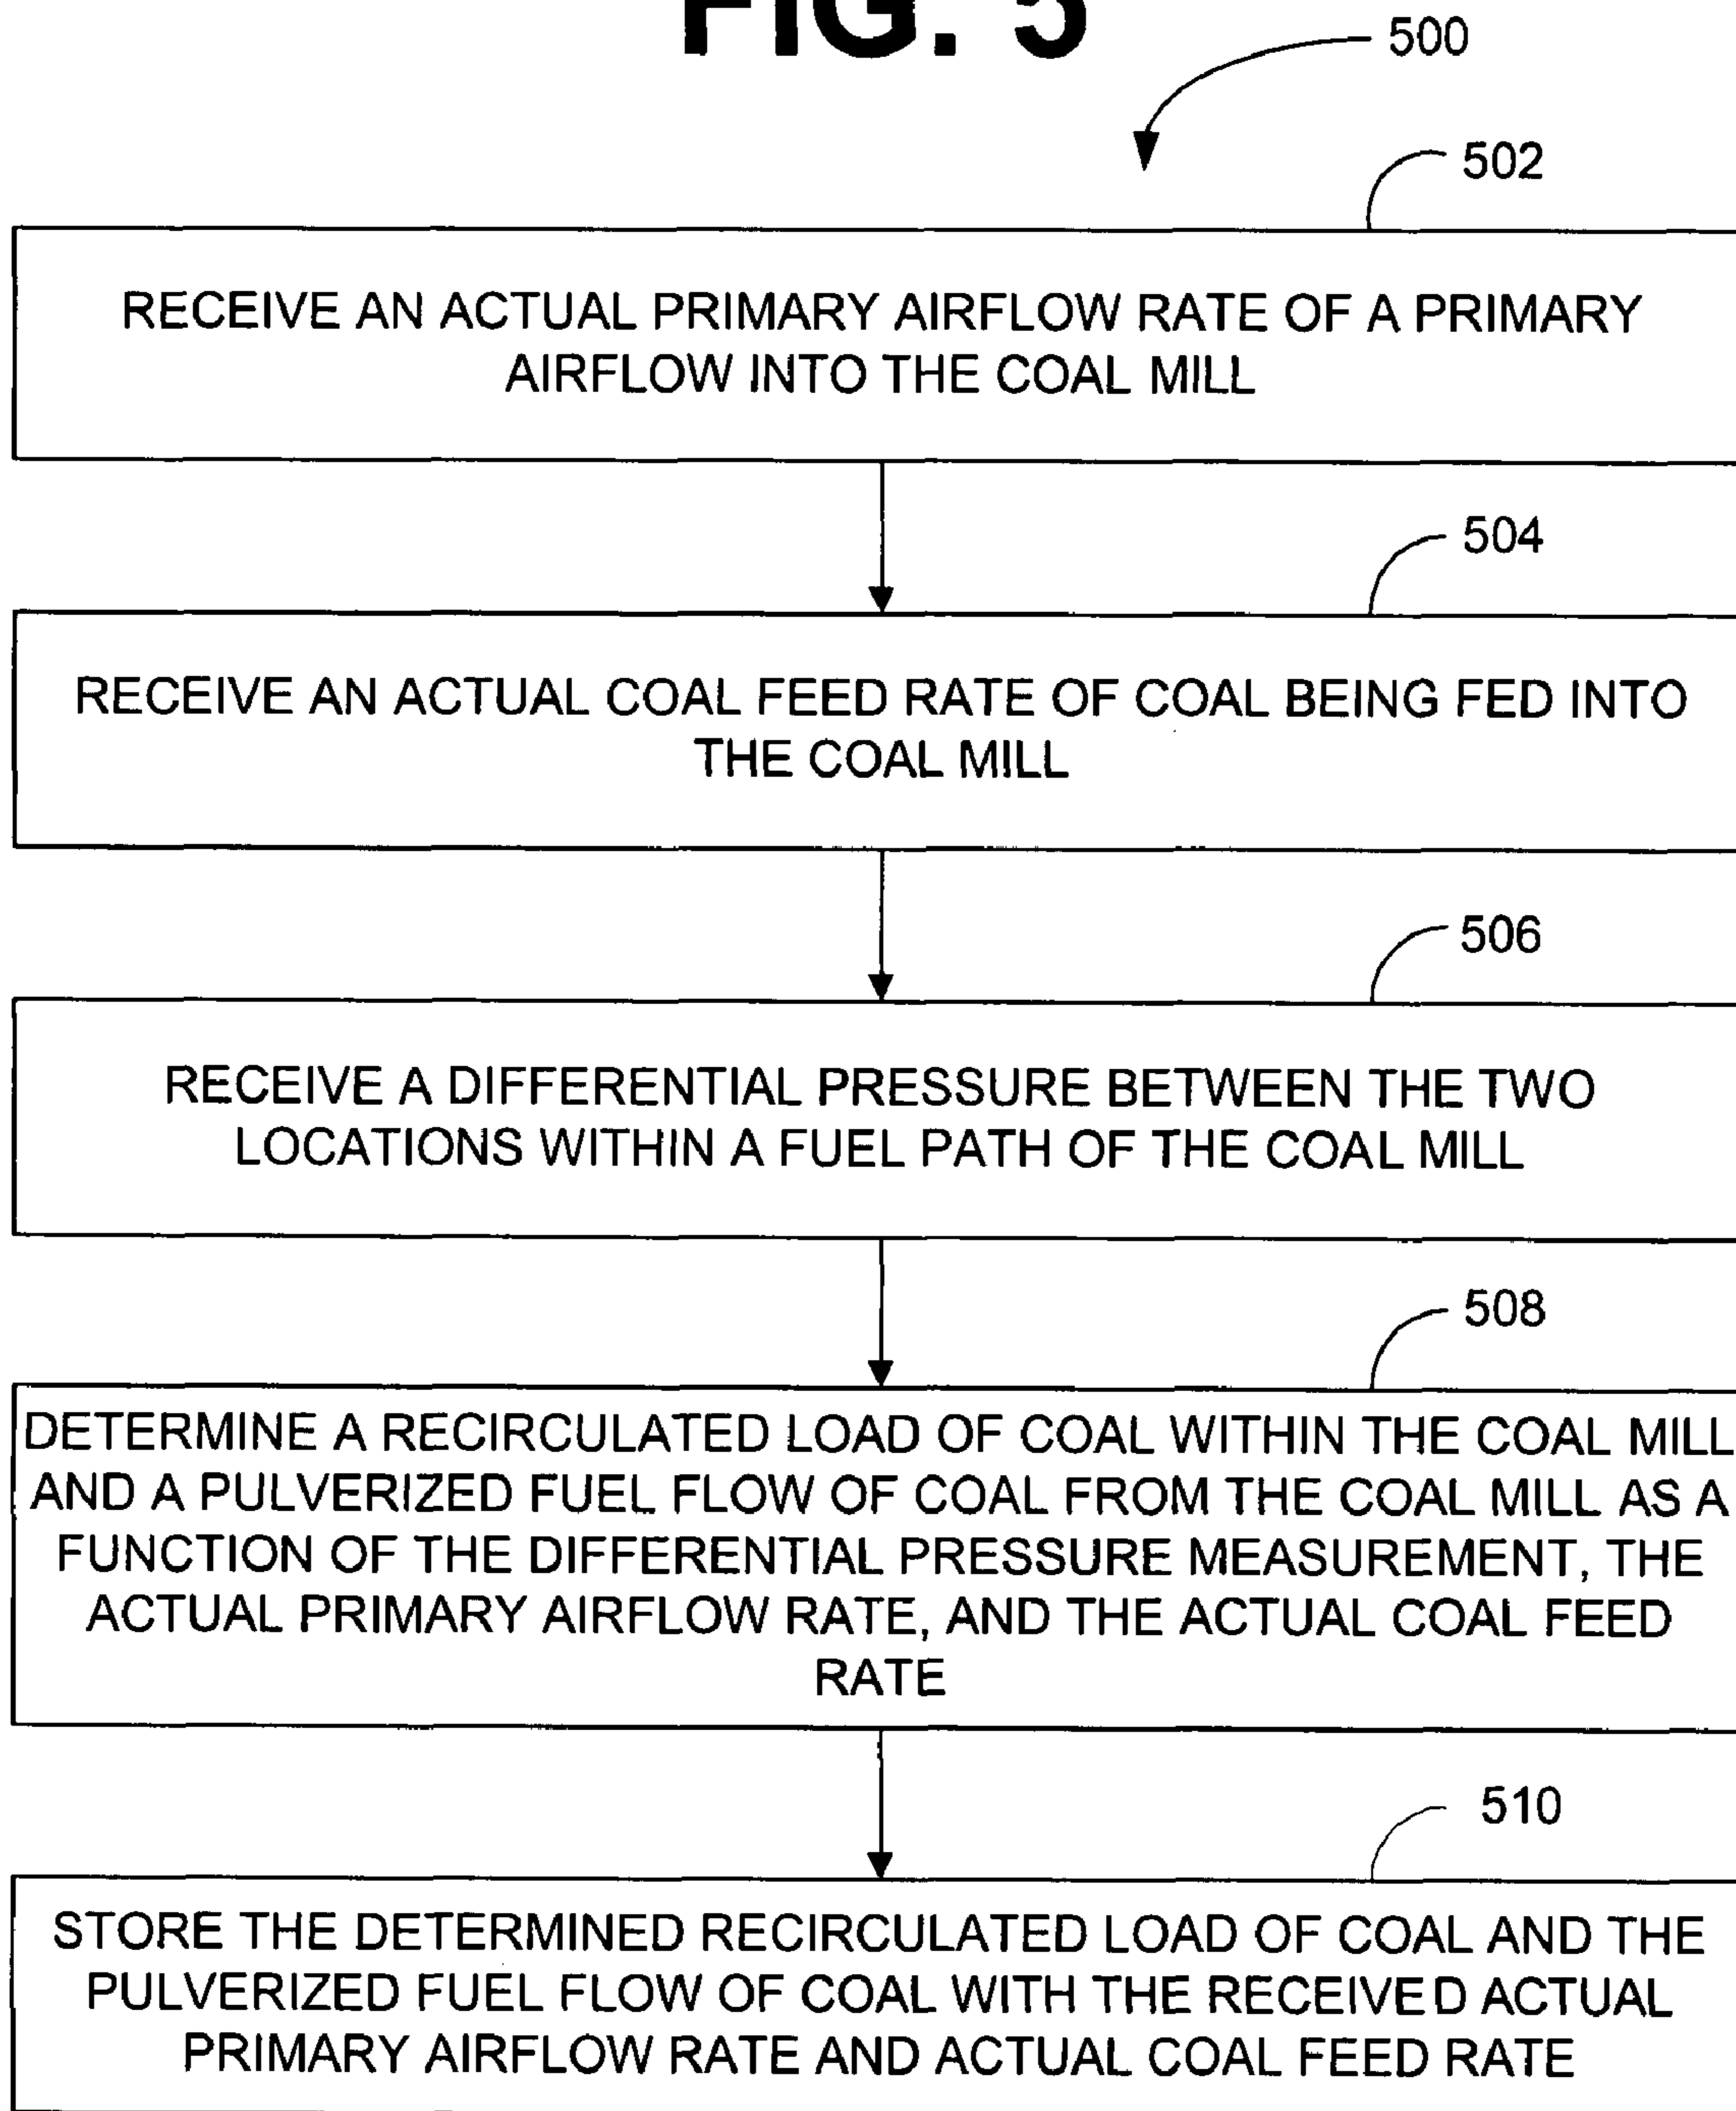 FIG. 5
500
502
RECEIVE AN ACTUAL PRIMARY AIRFLOW RATE OF A PRIMARY
AIRFLOW INTO THE COAL MILL
504
RECEIVE AN ACTUAL COAL FEED RATE OF COAL BEING FED INTO
THE COAL MILL
506
RECEIVE A DIFFERENTIAL PRESSURE BETWEEN THE TWO
LOCATIONS WITHIN A FUEL PATH OF THE COAL MILL
508
DETERMINE A RECIRCULATED LOAD OF COAL WITHIN THE COAL MILL
AND A PULVERIZED FUEL FLOW OF COAL FROM THE COAL MILL AS A
FUNCTION OF THE DIFFERENTIAL PRESSURE MEASUREMENT, THE
ACTUAL PRIMARY AIRFLOW RATE, AND THE ACTUAL COAL FEED
RATE
510
STORE THE DETERMINED RECIRCULATED LOAD OF COAL AND THE
PULVERIZED FUEL FLOW OF COAL WITH THE RECEIVED ACTUAL
PRIMARY AIRFLOW RATE AND ACTUAL COAL FEED RATE